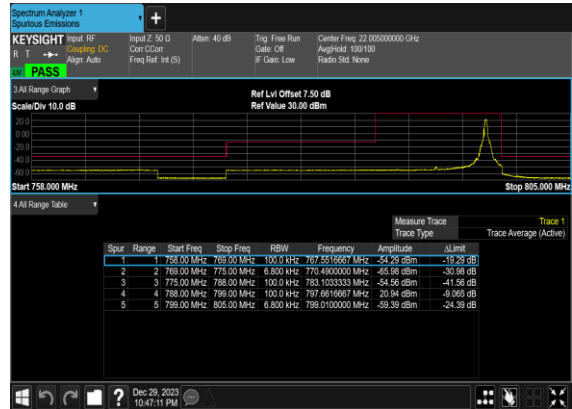 Spectrum Analyzer 1
Spurious Emissions
+
KEYSIGHT Input: RF Input Z: 50 Ω Atten: 40 dB Trig: Free Run Center Freq: 22.005000000 GHz
R T Coupling: DC Corr CCorr Gate: Off Avg|Hold: 100/100
Align: Auto Freq Ref: Int (S) IF Gain: Low Radio Std: None
LW PASS
3 All Range Graph
Ref Lvl Offset 7.50 dB
Scale/Div 10.0 dB Ref Value 30.00 dBm
20.0
0.00
-20.0
-40.0
-60.0
Start 758.000 MHz Stop 805.000 MHz
4 All Range Table
Measure Trace Trace 1
Trace Type Trace Average (Active)
Spur Range Start Freq Stop Freq RBW Frequency Amplitude ΔLimit
1 1 758.00 MHz 769.00 MHz 100.0 kHz 767.5516667 MHz -54.29 dBm -19.29 dB
2 2 769.00 MHz 775.00 MHz 6.800 kHz 770.4900000 MHz -65.98 dBm -30.98 dB
3 3 775.00 MHz 788.00 MHz 100.0 kHz 783.1033333 MHz -54.56 dBm -41.56 dB
4 4 788.00 MHz 799.00 MHz 100.0 kHz 797.6616667 MHz 20.94 dBm -9.065 dB
5 5 799.00 MHz 805.00 MHz 6.800 kHz 799.0100000 MHz -59.39 dBm -24.39 dB
? Dec 29, 2023
10:47:11 PM